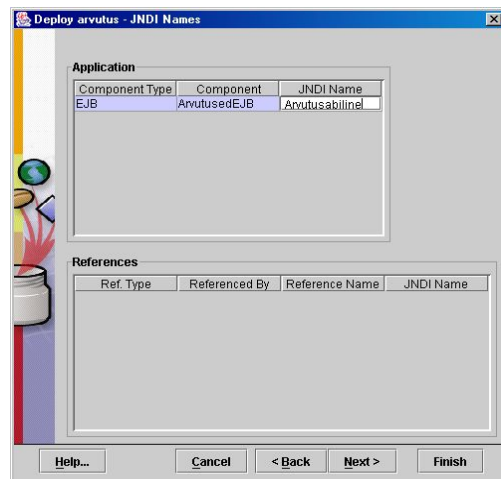 Deploy arvutus - JNDI Names
Application
Component Type Component JNDI Name
EJB ArvutusedEJB Arvutusabiline
References
Ref. Type Referenced By Reference Name JNDI Name
Help... Cancel < Back Next > Finish